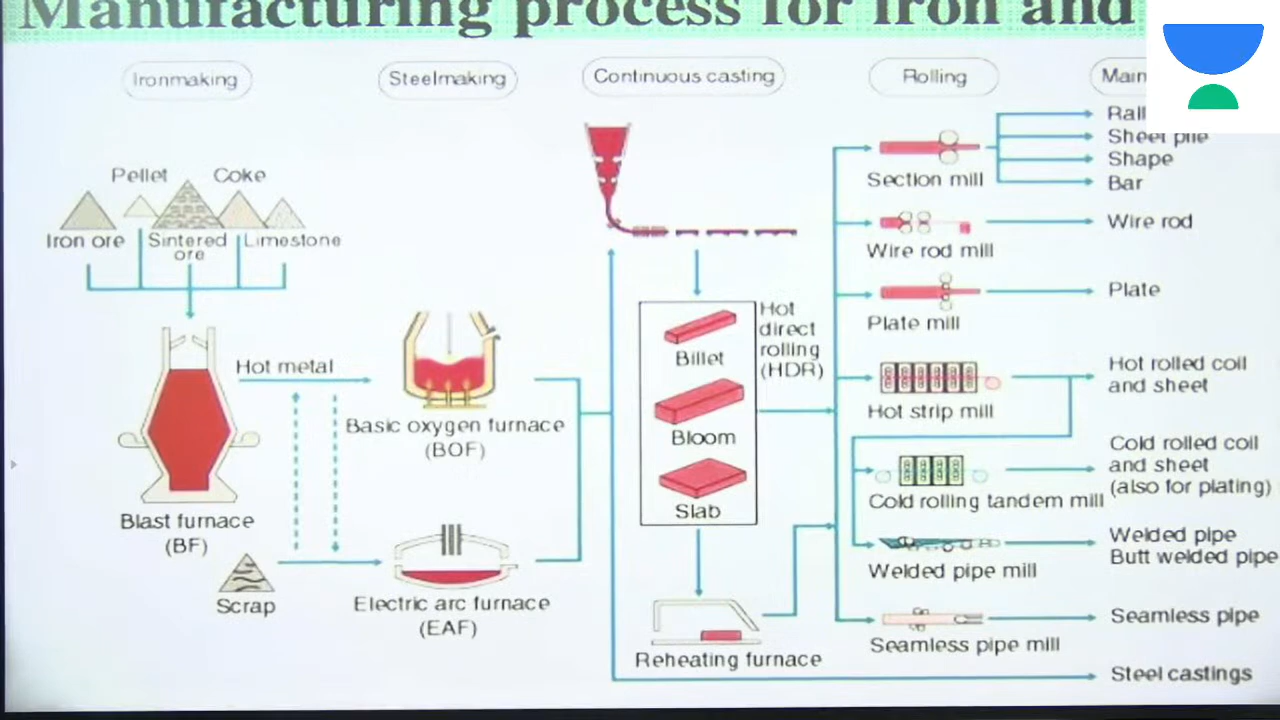 Manufacturing process for iron and
Ironmaking
Steelmaking
Continuous casting
Rolling
Main
Pellet
Coke
Iron ore
Sintered
ore
Limestone
Hot metal
Blast furnace
(BF)
Scrap
Basic oxygen furnace
(BOF)
Electric arc furnace
(EAF)
Billet
Bloom
Slab
Hot
direct
rolling
(HDR)
Reheating furnace
Section mill
Wire rod mill
Plate mill
Hot strip mill
Cold rolling tandem mill
Welded pipe mill
Seamless pipe mill
Sheet pile
Shape
Bar
Wire rod
Plate
Hot rolled coil
and sheet
Cold rolled coil
and sheet
(also for plating)
Welded pipe
Butt welded pipe
Seamless pipe
Steel castings